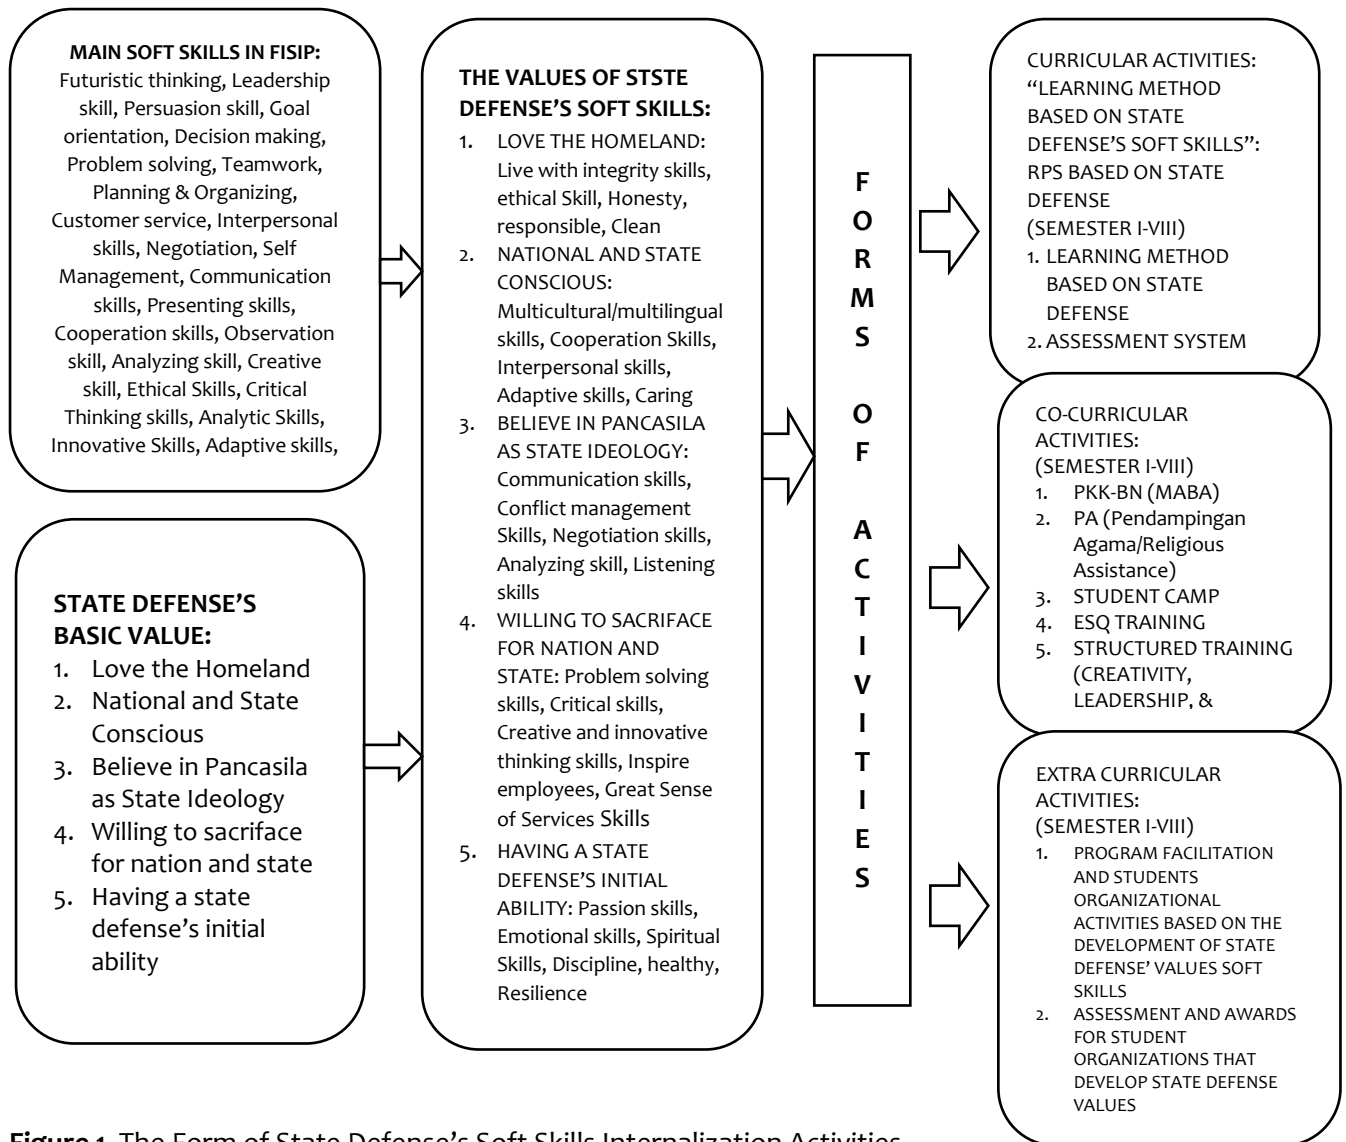 MAIN SOFT SKILLS IN FISIP:
Futuristic thinking, Leadership
skill, Persuasion skill, Goal
orientation, Decision making,
Problem solving, Teamwork,
Planning & Organizing,
Customer service, Interpersonal
skills, Negotiation, Self
Management, Communication
skills, Presenting skills,
Cooperation skills, Observation
skill, Analyzing skill, Creative
skill, Ethical Skills, Critical
Thinking skills, Analytic Skills,
Innovative Skills, Adaptive skills,
STATE DEFENSE’S
BASIC VALUE:
1. Love the Homeland
2. National and State
Conscious
3. Believe in Pancasila
as State Ideology
4. Willing to sacriface
for nation and state
5. Having a state
defense’s initial
ability
THE VALUES OF STSTE
DEFENSE’S SOFT SKILLS:
1. LOVE THE HOMELAND:
Live with integrity skills,
ethical Skill, Honesty,
responsible, Clean
2. NATIONAL AND STATE
CONSCIOUS:
Multicultural/multilingual
skills, Cooperation Skills,
Interpersonal skills,
Adaptive skills, Caring
3. BELIEVE IN PANCASILA
AS STATE IDEOLOGY:
Communication skills,
Conflict management
Skills, Negotiation skills,
Analyzing skill, Listening
skills
4. WILLING TO SACRIFACE
FOR NATION AND
STATE: Problem solving
skills, Critical skills,
Creative and innovative
thinking skills, Inspire
employees, Great Sense
of Services Skills
5. HAVING A STATE
DEFENSE’S INITIAL
ABILITY: Passion skills,
Emotional skills, Spiritual
Skills, Discipline, healthy,
Resilience
F
O
R
M
S
O
F
A
C
T
I
V
I
T
I
E
S
CURRICULAR ACTIVITIES:
“LEARNING METHOD
BASED ON STATE
DEFENSE’S SOFT SKILLS”:
RPS BASED ON STATE
DEFENSE
(SEMESTER I-VIII)
1. LEARNING METHOD
BASED ON STATE
DEFENSE
2. ASSESSMENT SYSTEM
CO-CURICULAR
ACTIVITIES:
(SEMESTER I-VIII)
1. PKK-BN (MABA)
2. PA (Pendampingan
Agama/Religious
Assistance)
3. STUDENT CAMP
4. ESQ TRAINING
5. STRUCTURED TRAINING
(CREATIVITY,
LEADERSHIP, &
EXTRA CURRICULAR
ACTIVITIES:
(SEMESTER I-VIII)
1. PROGRAM FACILITATION
AND STUDENTS
ORGANIZATIONAL
ACTIVITIES BASED ON THE
DEVELOPMENT OF STATE
DEFENSE’ VALUES SOFT
SKILLS
2. ASSESSMENT AND AWARDS
FOR STUDENT
ORGANIZATIONS THAT
DEVELOP STATE DEFENSE
VALUES
Figure 1. The Form of State Defense’s Soft Skills Internalization Activities